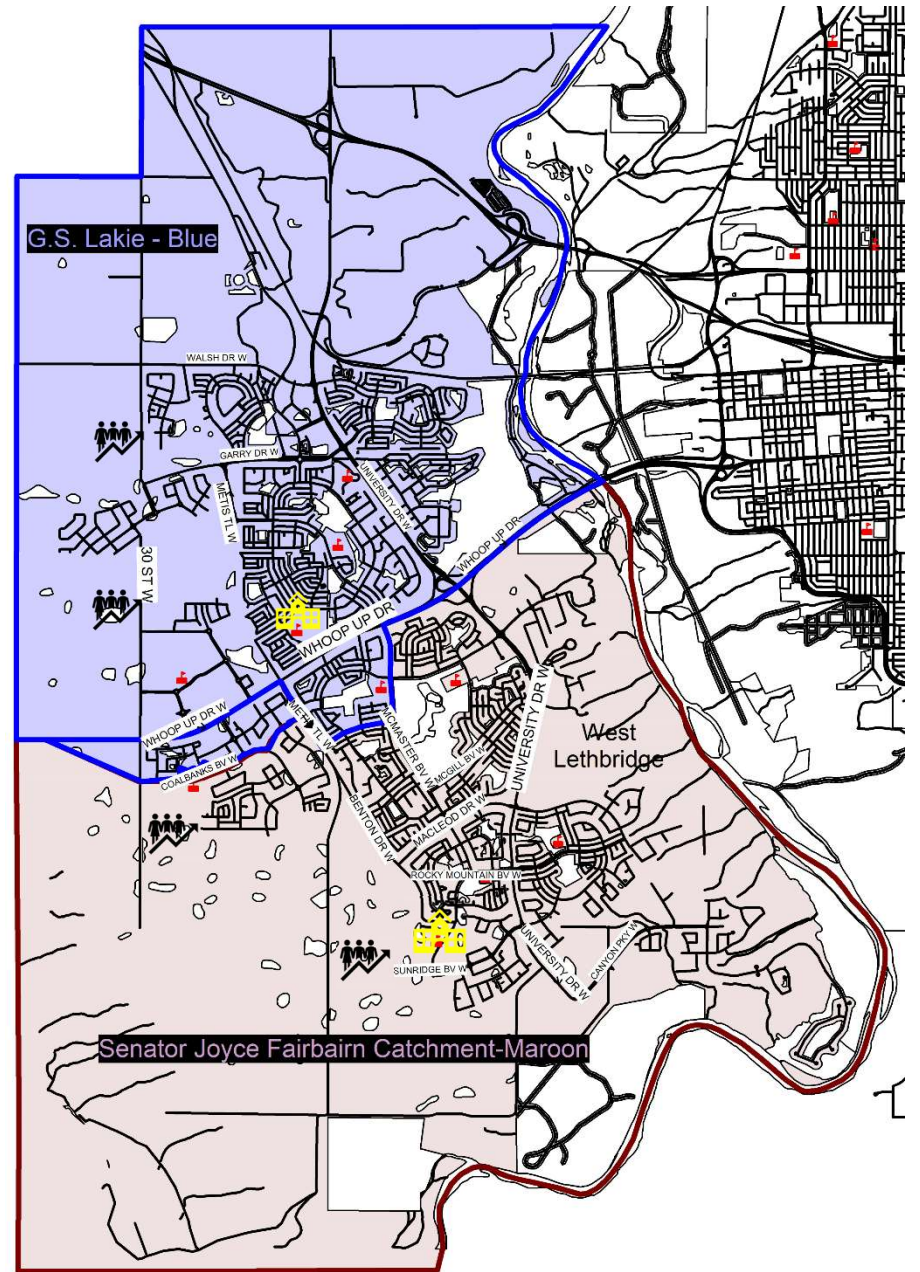 G.S. Lakie - Blue
WALSH DR W
GARRY DR W
METIS TL W
UNIVERSITY DR W
30 ST W
WHOOP UP DR
WHOOP UP DR
WHOOP UP DR W
METIS TL W
MCMASTER BV W
MCGILL BV W
UNIVERSITY DR W
West
Lethbridge
COALBANKS BV W
BENTON DR W
MACLEOD DR W
ROCKY MOUNTAIN BV W
UNIVERSITY DR W
CANYON PKY W
SUNRIDGE BV W
Senator Joyce Fairbairn Catchment-Maroon